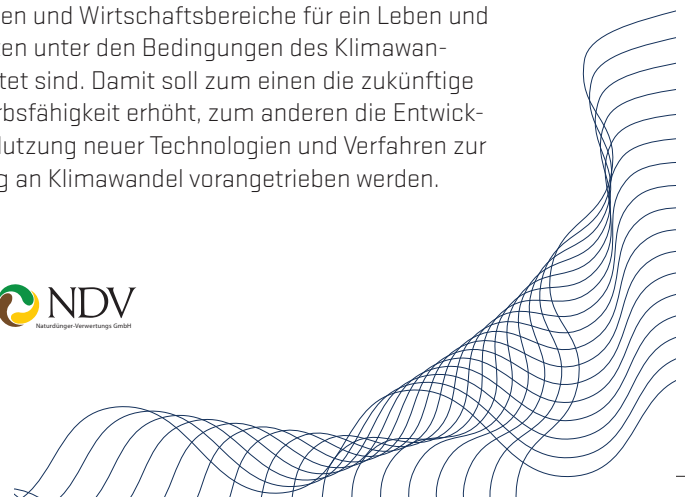 en und Wirtschaftsbereiche für ein Leben und
en unter den Bedingungen des Klimawan-
tet sind. Damit soll zum einen die zukünftige
rbsfähigkeit erhöht, zum anderen die Entwick-
Nutzung neuer Technologien und Verfahren zur
g an Klimawandel vorangetrieben werden.
NDV
Naturdünger-Verwertungs GmbH